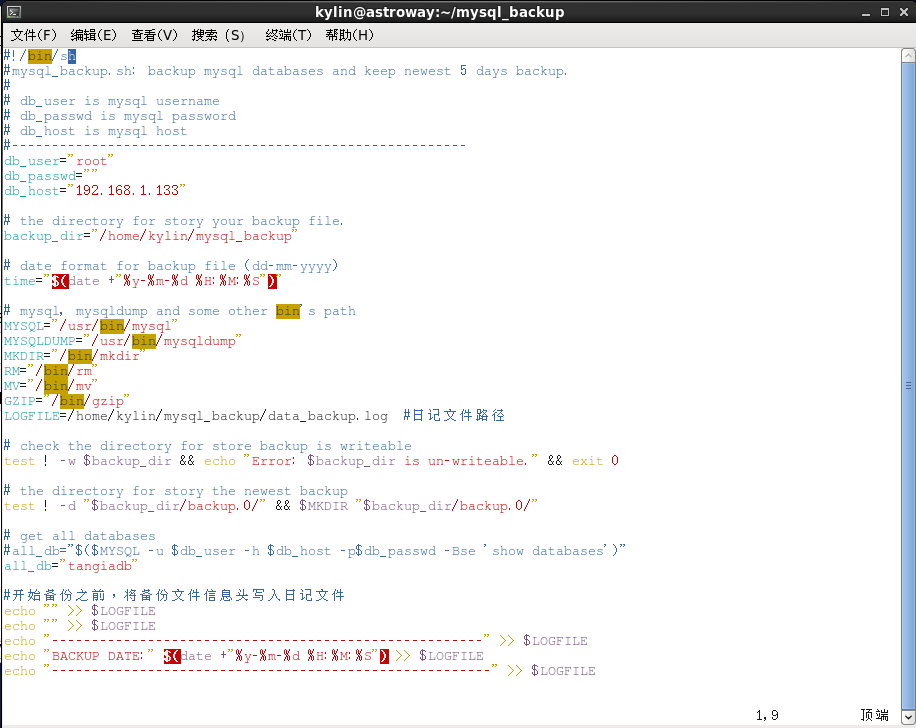 kylin@astroway:~/mysql_backup
文件(F) 编辑(E) 查看(V) 搜索 (S) 终端(T) 帮助(H)
#!/bin/sh
#mysql_backup.sh: backup mysql databases and keep newest 5 days backup.
#
# db_user is mysql username
# db_passwd is mysql password
# db_host is mysql host
#---------------------------------------------------------
db_user="root"
db_passwd=""
db_host="192.168.1.133"
# the directory for story your backup file.
backup_dir="/home/kylin/mysql_backup"
# date format for backup file (dd-mm-yyyy)
time="$(date +"%y-%m-%d %H:%M:%S")"
# mysql, mysqldump and some other bin's path
MYSQL="/usr/bin/mysql"
MYSQLDUMP="/usr/bin/mysqldump"
MKDIR="/bin/mkdir"
RM="/bin/rm"
MV="/bin/mv"
GZIP="/bin/gzip"
LOGFILE=/home/kylin/mysql_backup/data_backup.log #日记文件路径
# check the directory for store backup is writeable
test ! -w $backup_dir && echo "Error: $backup_dir is un-writeable." && exit 0
# the directory for story the newest backup
test ! -d "$backup_dir/backup.0/" && $MKDIR "$backup_dir/backup.0/"
# get all databases
#all_db="$($MYSQL -u $db_user -h $db_host -p$db_passwd -Bse 'show databases')"
all_db="tangiadb"
#开始备份之前，将备份文件信息头写入日记文件
echo "" >> $LOGFILE
echo "" >> $LOGFILE
echo "------------------------------------------------------" >> $LOGFILE
echo "BACKUP DATE:" $(date +"%y-%m-%d %H:%M:%S") >> $LOGFILE
echo "-------------------------------------------------------" >> $LOGFILE
1,9 顶端